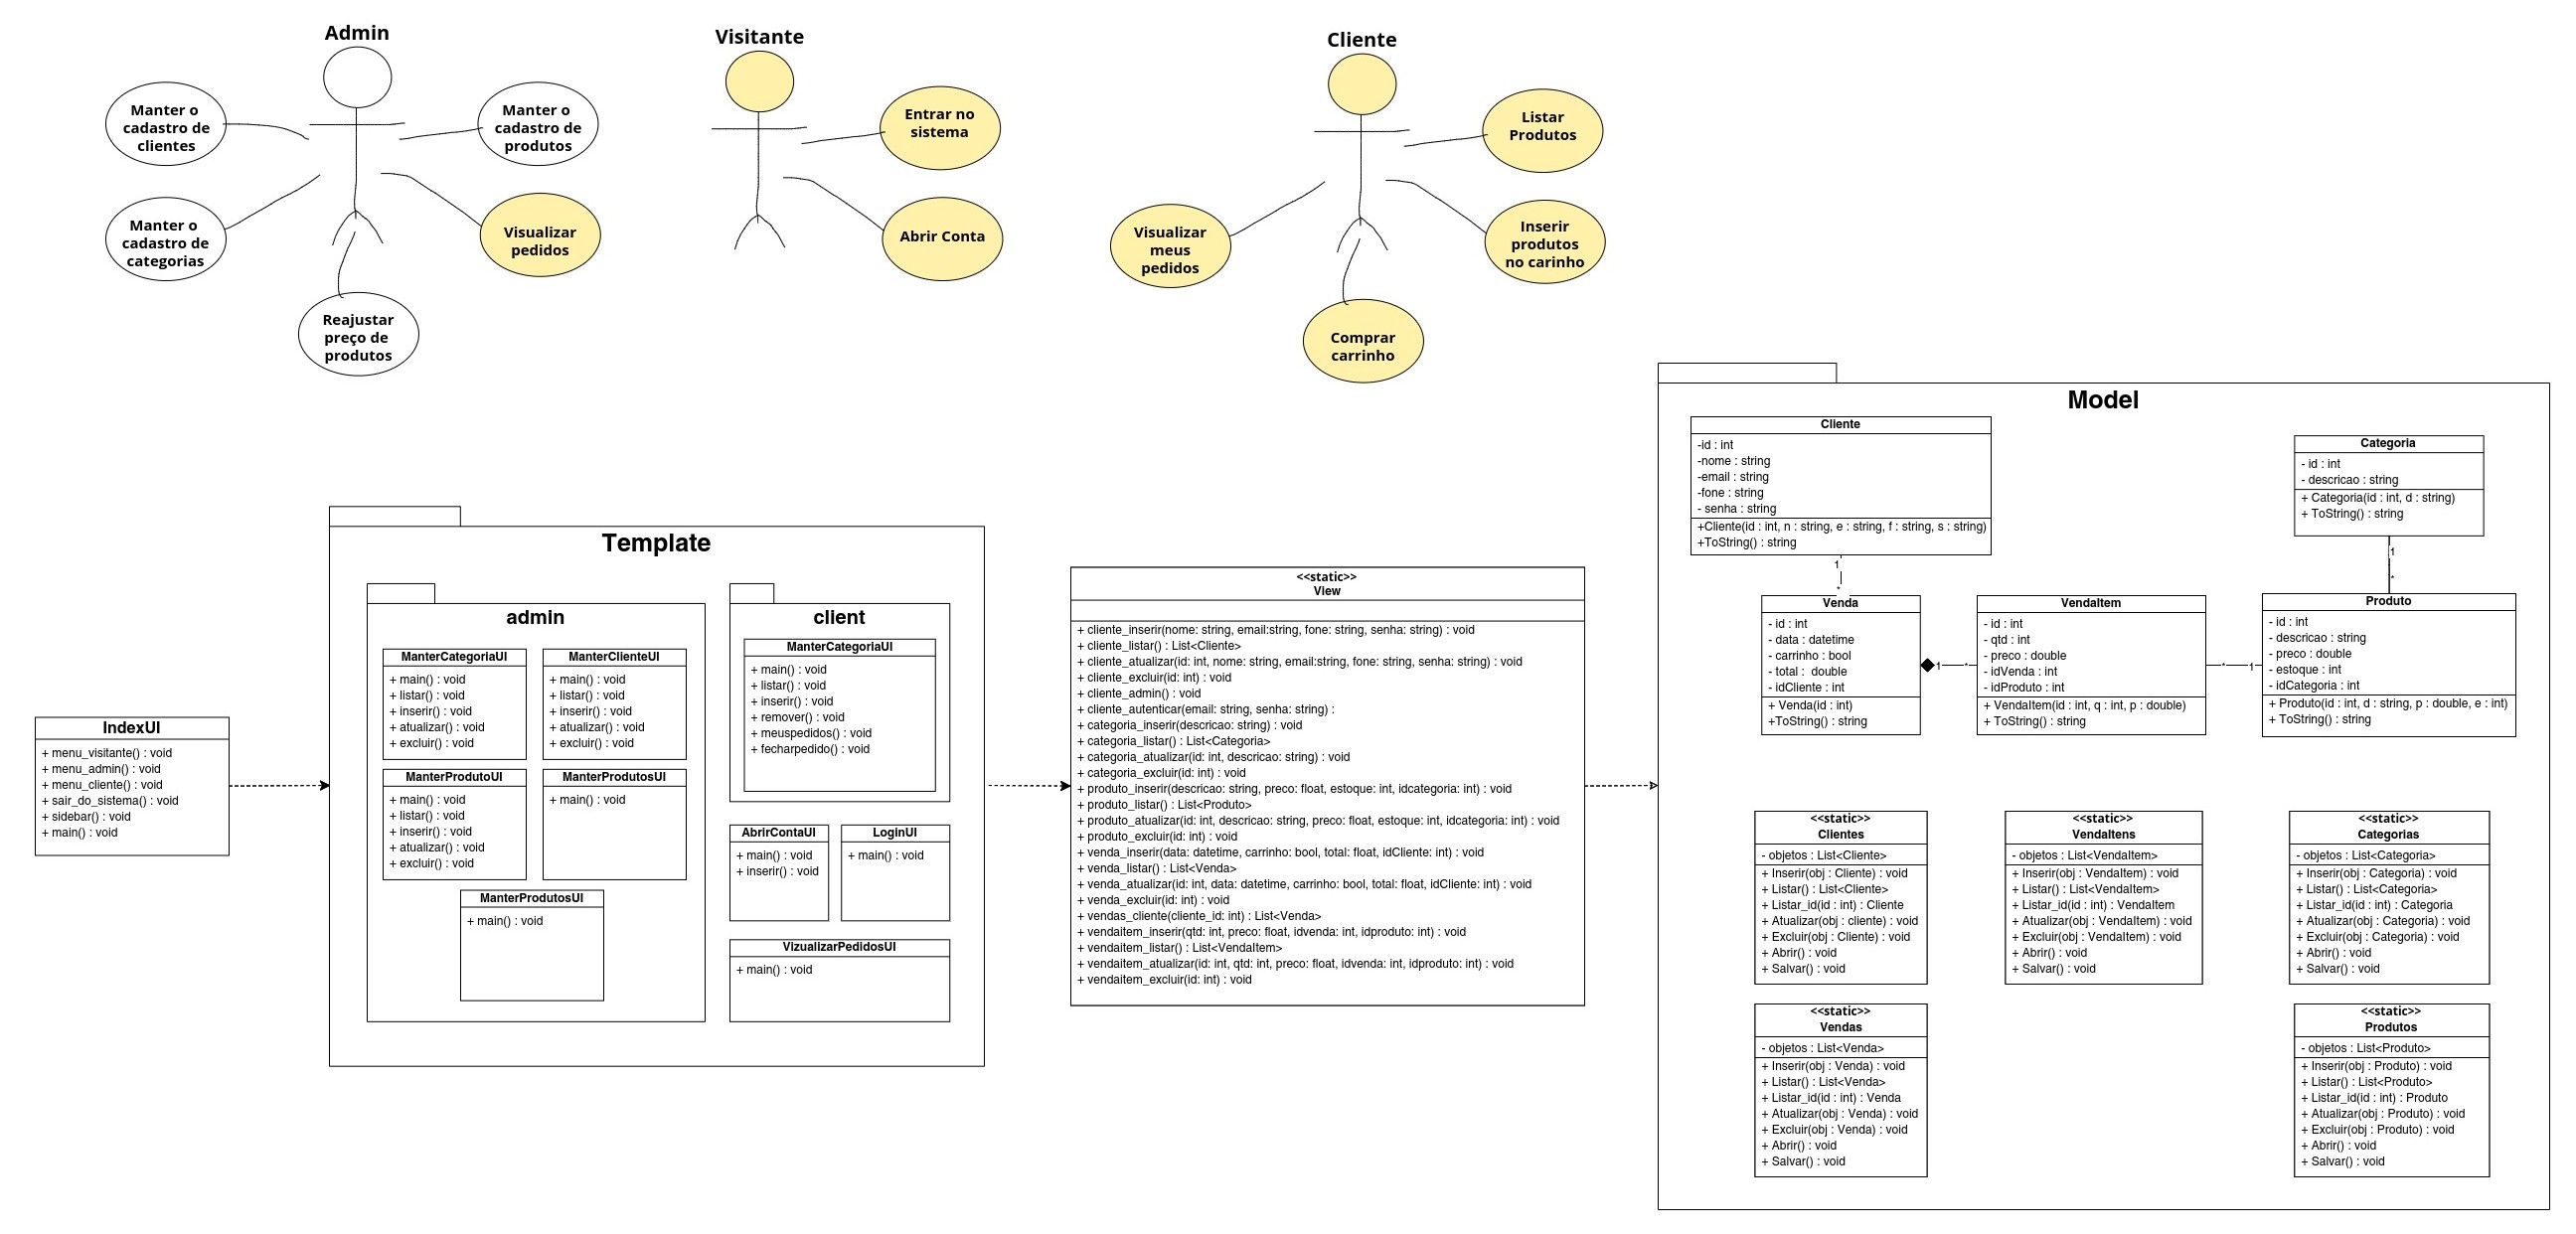 Admin
Manter o
cadastro de
clientes
Manter o
cadastro de
produtos
Manter o
cadastro de
categorias
Visualizar
pedidos
Reajustar
preço de
produtos
Visitante
Entrar no
sistema
Abrir Conta
Cliente
Listar
Produtos
Visualizar
meus
pedidos
Inserir
produtos
no carinho
Comprar
carrinho
IndexUI
+ menu_visitante() : void
+ menu_admin() : void
+ menu_cliente() : void
+ sair_do_sistema() : void
+ sidebar() : void
+ main() : void
Template
admin
ManterCategoriaUI
+ main() : void
+ listar() : void
+ inserir() : void
+ atualizar() : void
+ excluir() : void
ManterClienteUI
+ main() : void
+ listar() : void
+ inserir() : void
+ atualizar() : void
+ excluir() : void
ManterProdutoUI
+ main() : void
+ listar() : void
+ inserir() : void
+ atualizar() : void
+ excluir() : void
ManterProdutosUI
+ main() : void
ManterProdutosUI
+ main() : void
client
ManterCategoriaUI
+ main() : void
+ listar() : void
+ inserir() : void
+ remover() : void
+ meuspedidos() : void
+ fecharpedido() : void
AbrirContaUI
+ main() : void
+ inserir() : void
LoginUI
+ main() : void
VizualizarPedidosUI
+ main() : void
<<static>>
View
+ cliente_inserir(nome: string, email:string, fone: string, senha: string) : void
+ cliente_listar() : List<Cliente>
+ cliente_atualizar(id: int, nome: string, email:string, fone: string, senha: string) : void
+ cliente_excluir(id: int) : void
+ cliente_admin() : void
+ cliente_autenticar(email: string, senha: string) :
+ categoria_inserir(descricao: string) : void
+ categoria_listar() : List<Categoria>
+ categoria_atualizar(id: int, descricao: string) : void
+ categoria_excluir(id: int) : void
+ produto_inserir(descricao: string, preco: float, estoque: int, idcategoria: int) : void
+ produto_listar() : List<Produto>
+ produto_atualizar(id: int, descricao: string, preco: float, estoque: int, idcategoria: int) : void
+ produto_excluir(id: int) : void
+ venda_inserir(data: datetime, carrinho: bool, total: float, idCliente: int) : void
+ venda_listar() : List<Venda>
+ venda_atualizar(id: int, data: datetime, carrinho: bool, total: float, idCliente: int) : void
+ venda_excluir(id: int) : void
+ vendas_cliente(cliente_id: int) : List<Venda>
+ vendaitem_inserir(qtd: int, preco: float, idvenda: int, idproduto: int) : void
+ vendaitem_listar() : List<VendaItem>
+ vendaitem_atualizar(id: int, qtd: int, preco: float, idvenda: int, idproduto: int) : void
+ vendaitem_excluir(id: int) : void
Model
Cliente
-id : int
-nome : string
-email : string
-fone : string
- senha : string
+Cliente(id : int, n : string, e : string, f : string, s : string)
+ToString() : string
Categoria
- id : int
- descricao : string
+ Categoria(id : int, d : string)
+ ToString() : string
1
*
1
*
Venda
- id : int
- data : datetime
- carrinho : bool
- total :  double
- idCliente : int
+ Venda(id : int)
+ToString() : string
1
*
VendaItem
- id : int
- qtd : int
- preco : double
- idVenda : int
- idProduto : int
+ VendaItem(id : int, q : int, p : double)
+ ToString() : string
*
1
Produto
- id : int
- descricao : string
- preco : double
- estoque : int
- idCategoria : int
+ Produto(id : int, d : string, p : double, e : int)
+ ToString() : string
<<static>>
Clientes
- objetos : List<Cliente>
+ Inserir(obj : Cliente) : void
+ Listar() : List<Cliente>
+ Listar_id(id : int) : Cliente
+ Atualizar(obj : cliente) : void
+ Excluir(obj : Cliente) : void
+ Abrir() : void
+ Salvar() : void
<<static>>
VendaItens
- objetos : List<VendaItem>
+ Inserir(obj : VendaItem) : void
+ Listar() : List<VendaItem>
+ Listar_id(id : int) : VendaItem
+ Atualizar(obj : VendaItem) : void
+ Excluir(obj : VendaItem) : void
+ Abrir() : void
+ Salvar() : void
<<static>>
Categorias
- objetos : List<Categoria>
+ Inserir(obj : Categoria) : void
+ Listar() : List<Categoria>
+ Listar_id(id : int) : Categoria
+ Atualizar(obj : Categoria) : void
+ Excluir(obj : Categoria) : void
+ Abrir() : void
+ Salvar() : void
<<static>>
Vendas
- objetos : List<Venda>
+ Inserir(obj : Venda) : void
+ Listar() : List<Venda>
+ Listar_id(id : int) : Venda
+ Atualizar(obj : Venda) : void
+ Excluir(obj : Venda) : void
+ Abrir() : void
+ Salvar() : void
<<static>>
Produtos
- objetos : List<Produto>
+ Inserir(obj : Produto) : void
+ Listar() : List<Produto>
+ Listar_id(id : int) : Produto
+ Atualizar(obj : Produto) : void
+ Excluir(obj : Produto) : void
+ Abrir() : void
+ Salvar() : void